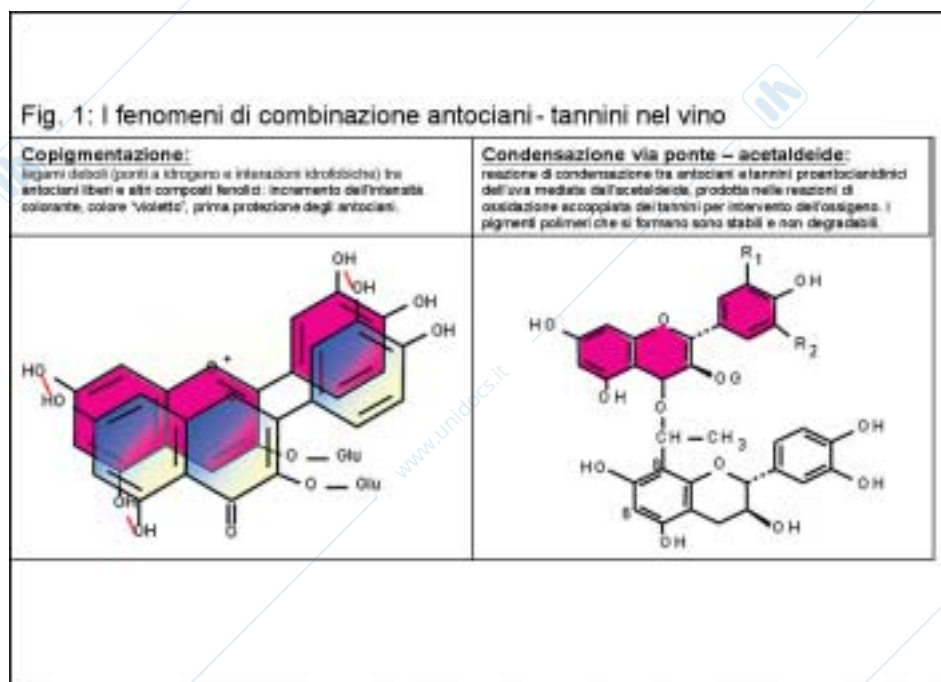 Fig. 1: I fenomeni di combinazione antociani - tannini nel vino
Copigmentazione:
legami deboli (ponti a idrogeno e interazioni idrofobiche) tra
antociani liberi e altri composti fenolici: incremento dell'intensità
colorante, colore "violetto", prima protezione degli antociani.
Condensazione via ponte – acetaldeide:
reazione di condensazione tra antociani e tannini proantocianidinici
dell'uva mediata dall'acetaldeide, prodotta nelle reazioni di
ossidazione accoppiata dei tannini per intervento dell'ossigeno. I
pigmenti polimeri che si formano sono stabili e non degradabili.
OH
OH
OH
OH
+
HO
HO
O — Glu
O — Glu
OH
OH
O
R1
OH
HO
O
R2
OG
OH
O
CH – CH3
8
HO
O
OH
OH
6
OH
OH
www.unidocs.it